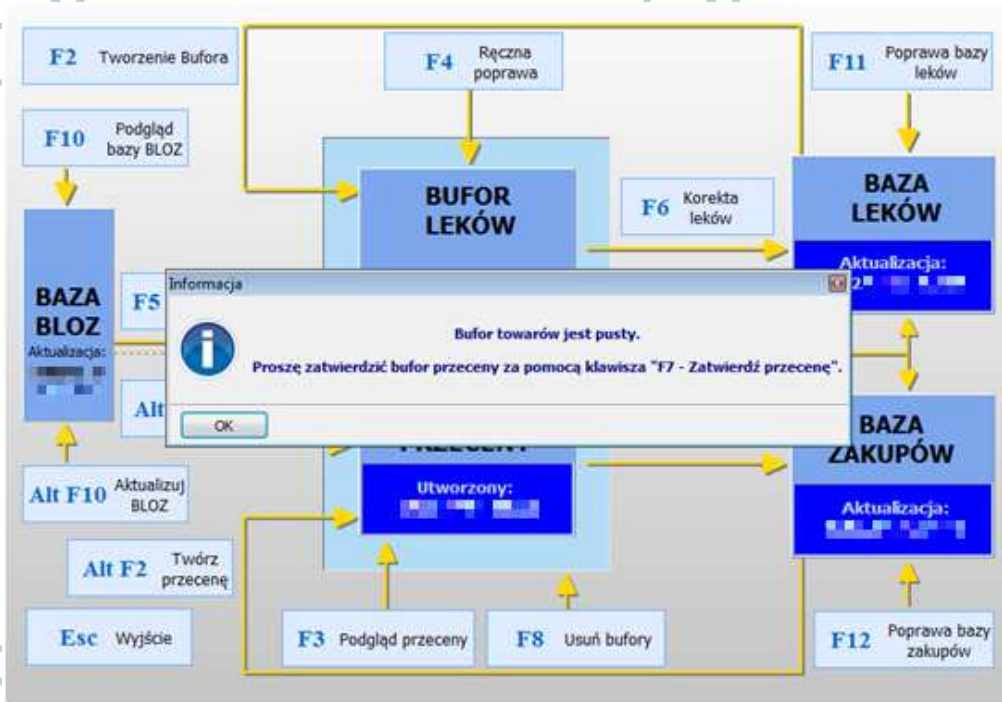 F2 Tworzenie Bufora
F4 Ręczna
poprawa
F11 Poprawa bazy
leków
F10 Podgląd
bazy BLOZ
BUFOR
LEKÓW
F6 Korekta
leków
BAZA
LEKÓW
Aktualizacja:
BAZA
BLOZ
Aktualizacja:
F5
Informacja
Bufor towarów jest pusty.
Proszę zatwierdzić bufor przeceny za pomocą klawisza "F7 - Zatwierdź przecenę".
OK
Alt
BAZA
ZAKUPÓW
Aktualizacja:
Utworzony:
Alt F10 Aktualizuj
BLOZ
Alt F2 Twórz
przecenę
Esc Wyjście
F3 Podgląd przeceny
F8 Usuń bufory
F12 Poprawa bazy
zakupów